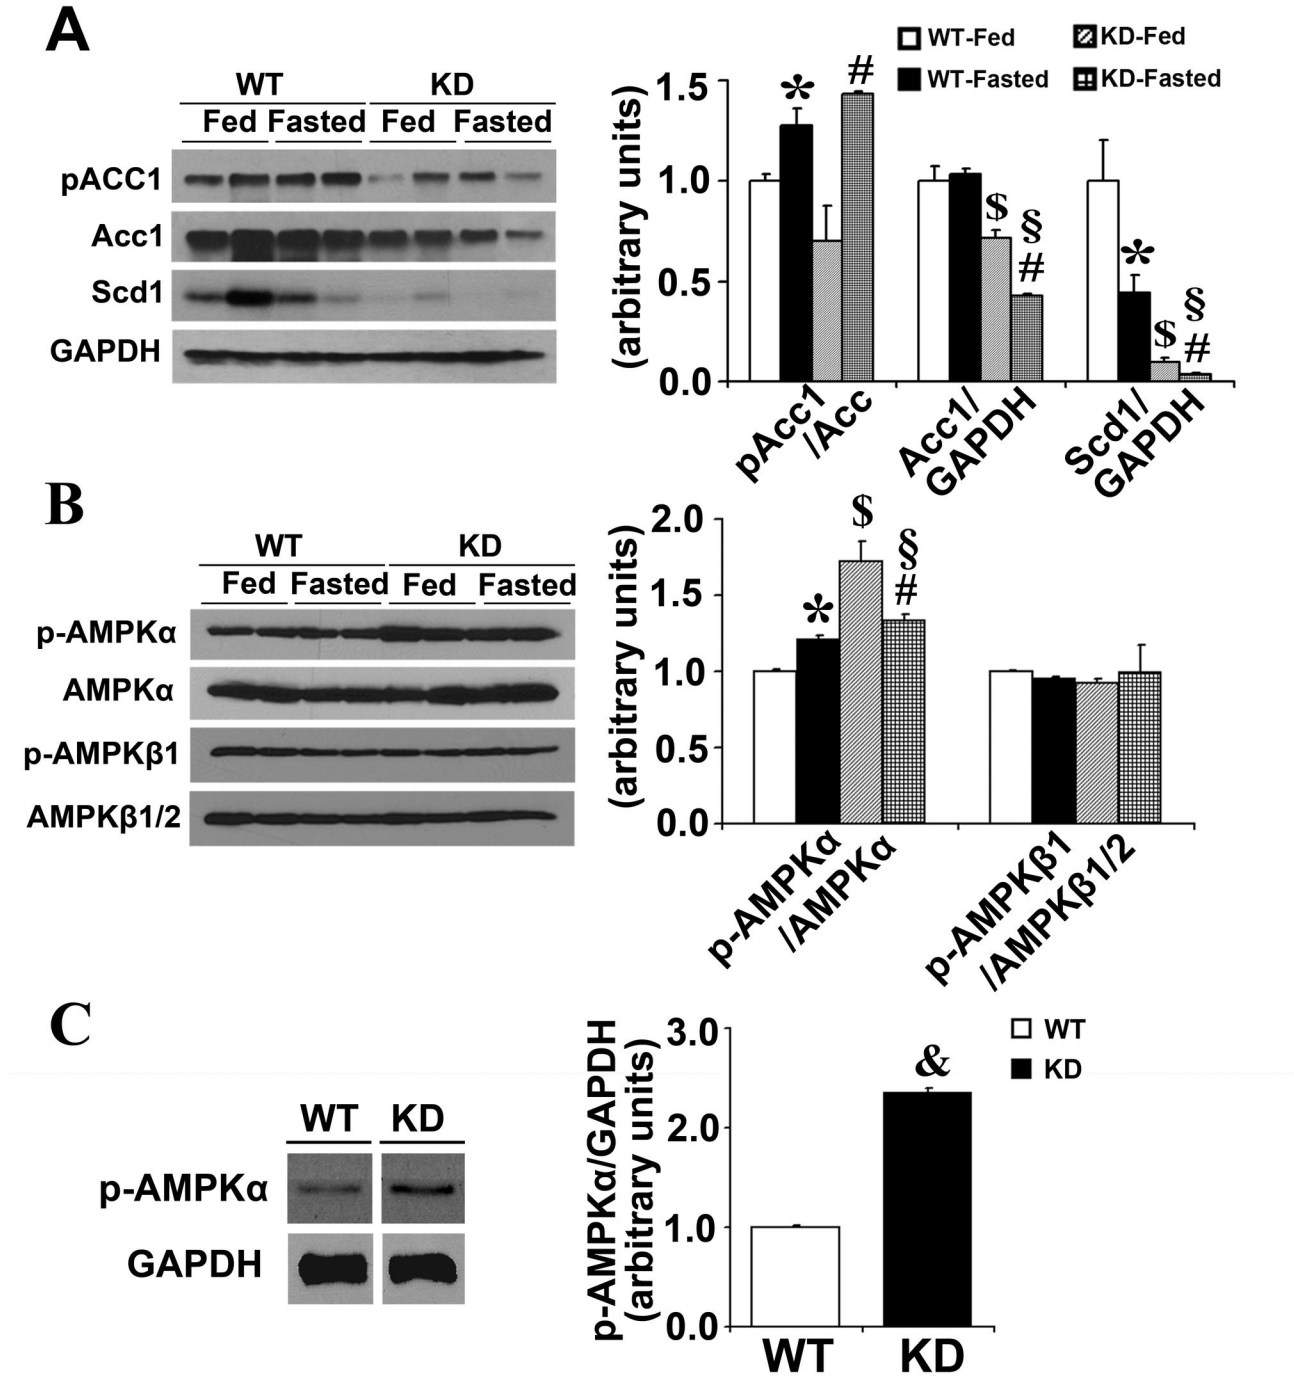 A
WT KD
Fed Fasted Fed Fasted
pACC1
Acc1
Scd1
GAPDH
WT-Fed KD-Fed
WT-Fasted KD-Fasted
(arbitrary units)
1.5
1.0
0.5
0.0
* #
$ § #
* $ § #
pAcc1
/Acc
Acc1/
GAPDH
Scd1/
GAPDH
B
WT KD
Fed Fasted Fed Fasted
p-AMPKα
AMPKα
p-AMPKβ1
AMPKβ1/2
(arbitrary units)
2.0
1.5
1.0
0.5
0.0
* $ § #
p-AMPKα
/AMPKα
p-AMPKβ1
/AMPKβ1/2
C
WT KD
p-AMPKα
GAPDH
p-AMPKα/GAPDH
(arbitrary units)
3.0
2.0
1.0
0.0
&
WT
KD
WT KD